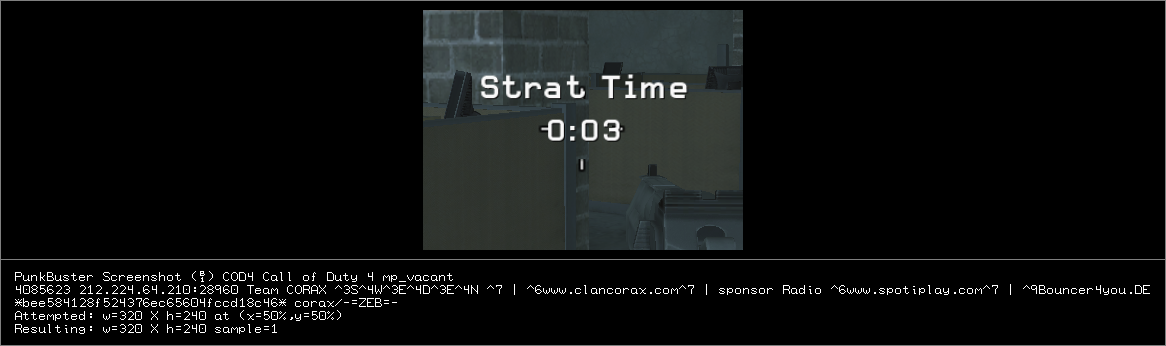 Strat Time
0:03
PunkBuster Screenshot () COD4 Call of Duty 4 mp_vacant
4085623 212.224.64.210:28960 Team CORAX ^3S^4W^3E^4D^3E^4N ^7 | ^6www.clancorax.com^7 | sponsor Radio ^6www.spotiplay.com^7 | ^9Bouncer4you.DE
*bee584128f524376ec65604fccd18c46* corax/-=ZEB=-
Attempted: w=320 X h=240 at (x=50%,y=50%)
Resulting: w=320 X h=240 sample=1